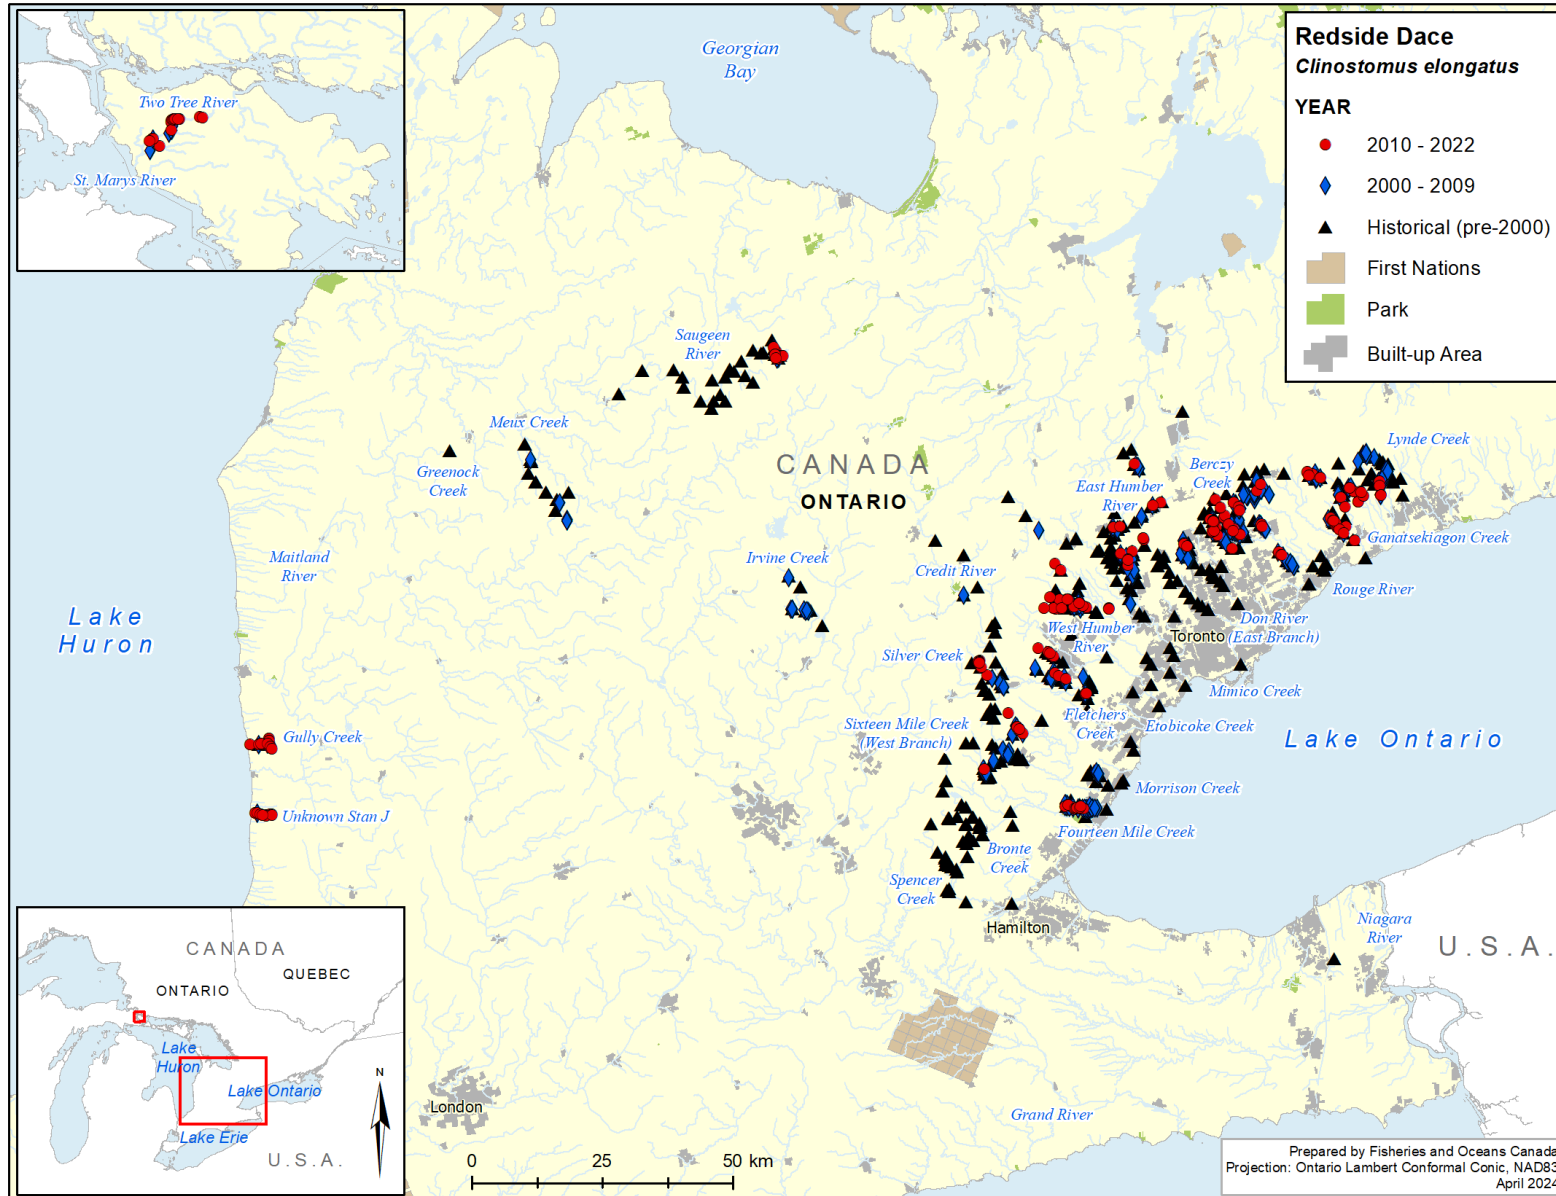 Two Tree River
St. Marys River
Georgian
Bay
Redside Dace
Clinostomus elongatus
YEAR
2010 - 2022
2000 - 2009
Historical (pre-2000)
First Nations
Park
Built-up Area
Saugeen
River
Meux Creek
Greenock
Creek
CANADA
ONTARIO
Lynde Creek
Berczy
Creek
East Humber
River
Ganatsekiagon Creek
Maitland
River
Irvine Creek
Credit River
Rouge River
Lake
Huron
West Humber
River
Don River
(East Branch)
Toronto
Silver Creek
Mimico Creek
Fletchers
Creek
Etobicoke Creek
Sixteen Mile Creek
(West Branch)
Gully Creek
Lake Ontario
Morrison Creek
Unknown Stan J
Fourteen Mile Creek
Bronte
Creek
Spencer
Creek
Hamilton
Niagara
River
U.S.A.
CANADA
QUEBEC
ONTARIO
Lake
Huron
Lake Ontario
Lake Erie
U.S.A.
N
London
Grand River
0 25 50 km
Prepared by Fisheries and Oceans Canada
Projection: Ontario Lambert Conformal Conic, NAD83
April 2024